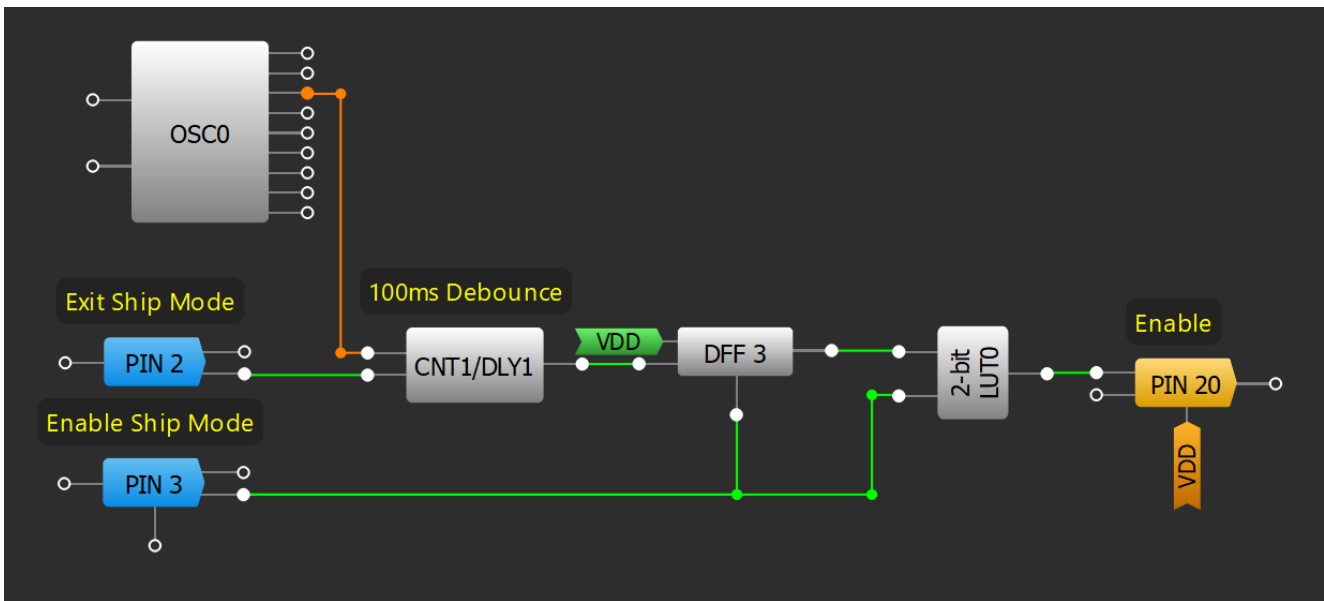 OSC0
Exit Ship Mode
100ms Debounce
VDD
Enable
PIN 2
CNT1/DLY1
DFF 3
2-bit
LUT0
PIN 20
Enable Ship Mode
PIN 3
VDD